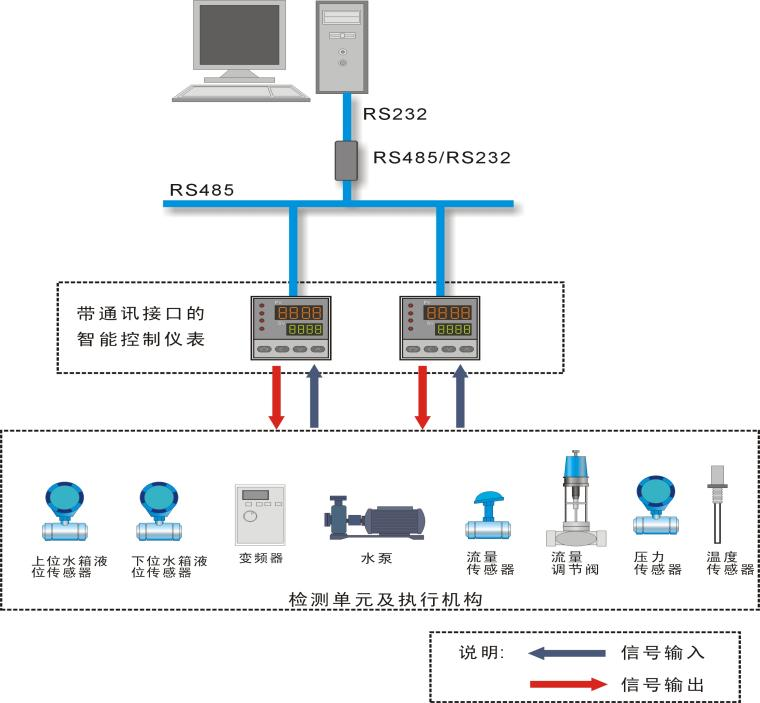 RS232
RS485/RS232
RS485
带通讯接口的
智能控制仪表
PV
SV
PV
SV
上位水箱液
位传感器
下位水箱液
位传感器
变频器
水泵
流量
传感器
流量
调节阀
压力
传感器
温度
传感器
检测单元及执行机构
说明:
信号输入
信号输出